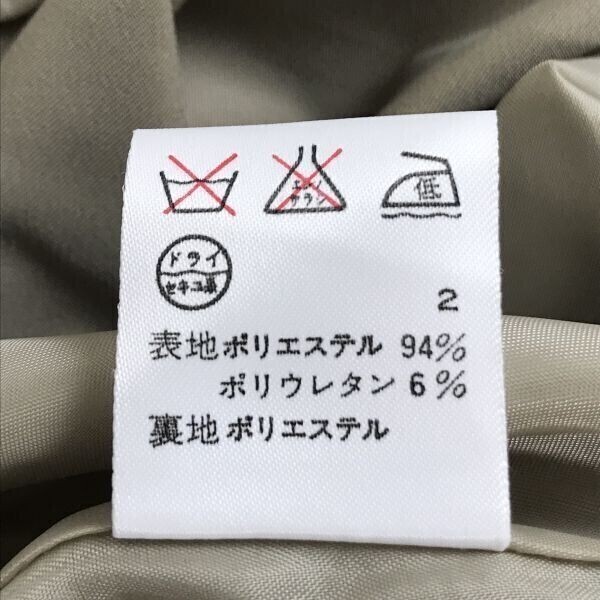 エンソ サラシ 低
ドライ
セキユ系
2
表地 ポリエステル 94%
ポリウレタン 6%
裏地 ポリエステル